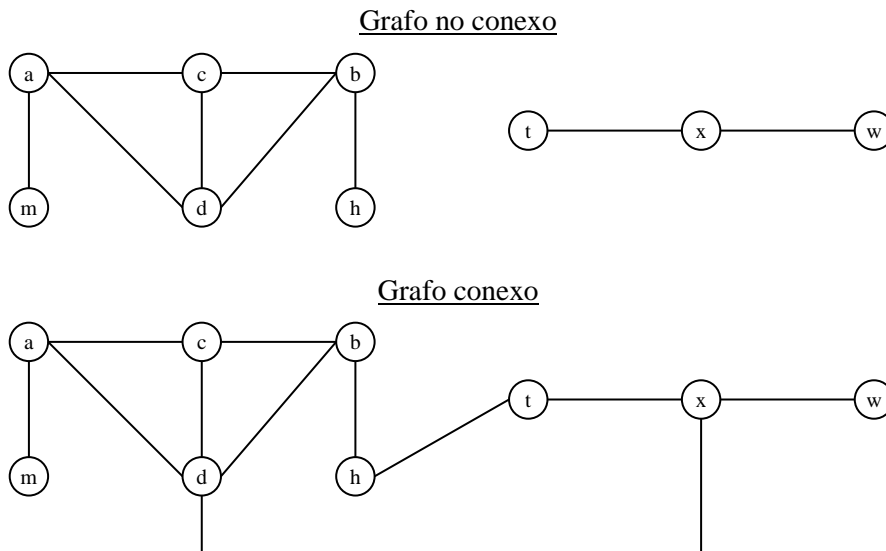 Grafo no conexo
a c b
t x w
m d h
Grafo conexo
a c b
t x w
m d h